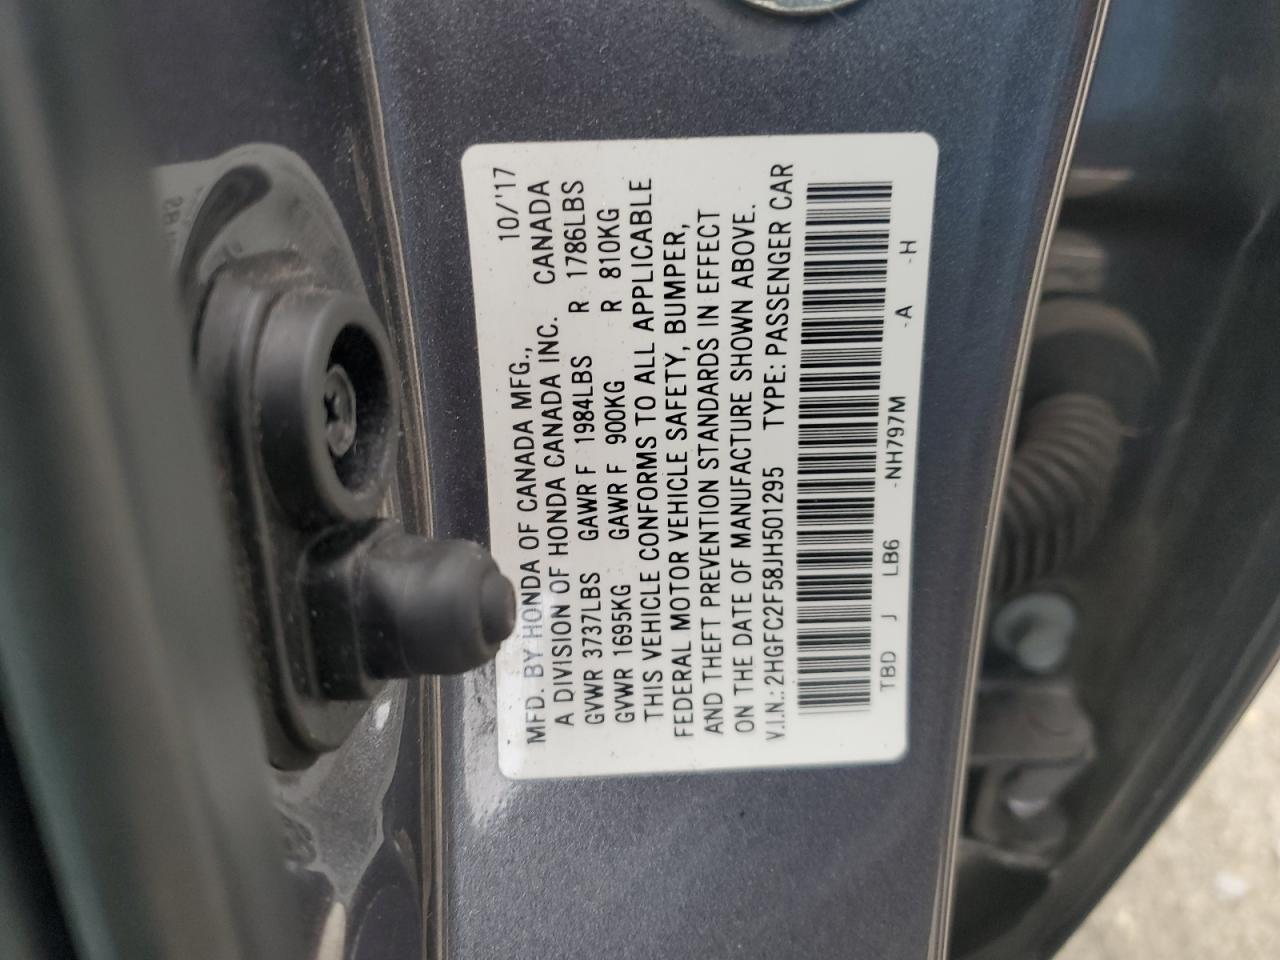 10/'17
MFD. BY HONDA OF CANADA MFG.,
A DIVISION OF HONDA CANADA INC. CANADA
GVWR 3737LBS GAWR F 1984LBS R 1786LBS
GVWR 1695KG GAWR F 900KG R 810KG
THIS VEHICLE CONFORMS TO ALL APPLICABLE
FEDERAL MOTOR VEHICLE SAFETY, BUMPER,
AND THEFT PREVENTION STANDARDS IN EFFECT
ON THE DATE OF MANUFACTURE SHOWN ABOVE.
V.I.N.: 2HGFC2F58JH501295 TYPE: PASSENGER CAR
TBD J LB6 -NH797M -A -H